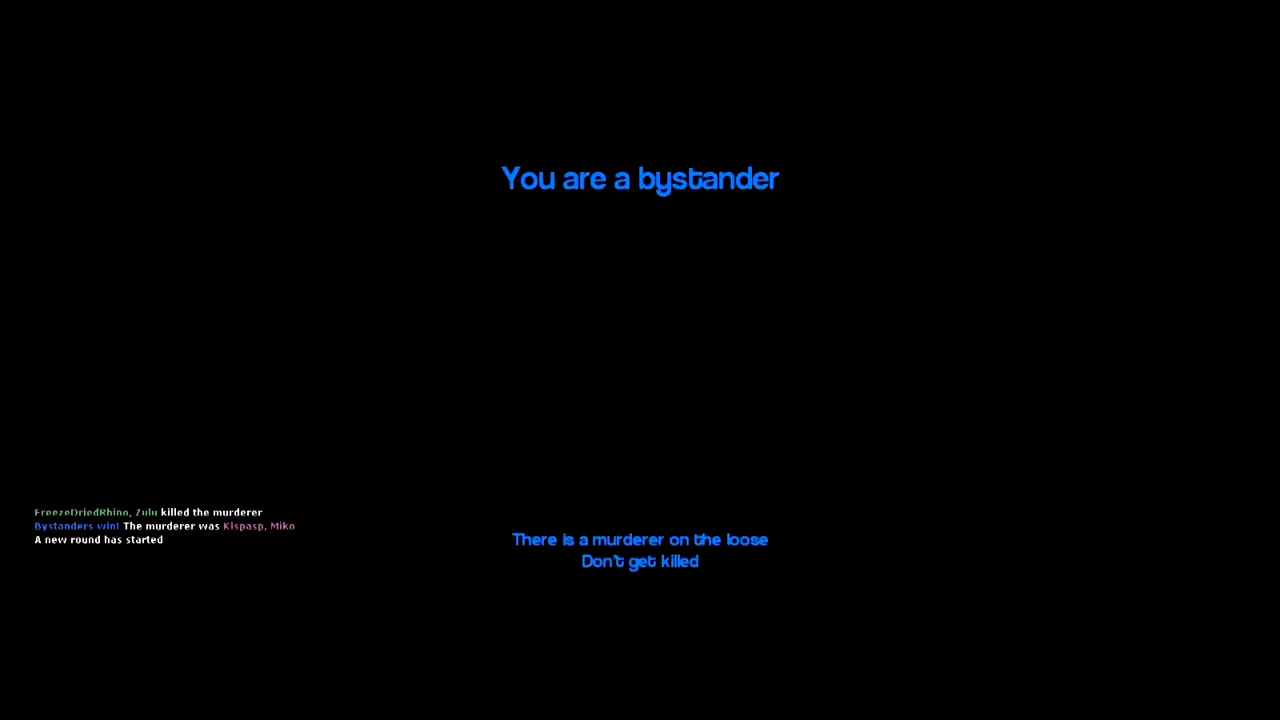 You are a bystander
FreezeDriedRhino, Zulu killed the murderer
Bystanders win! The murderer was Kispasp, Miko
A new round has started
There is a murderer on the loose
Don't get killed